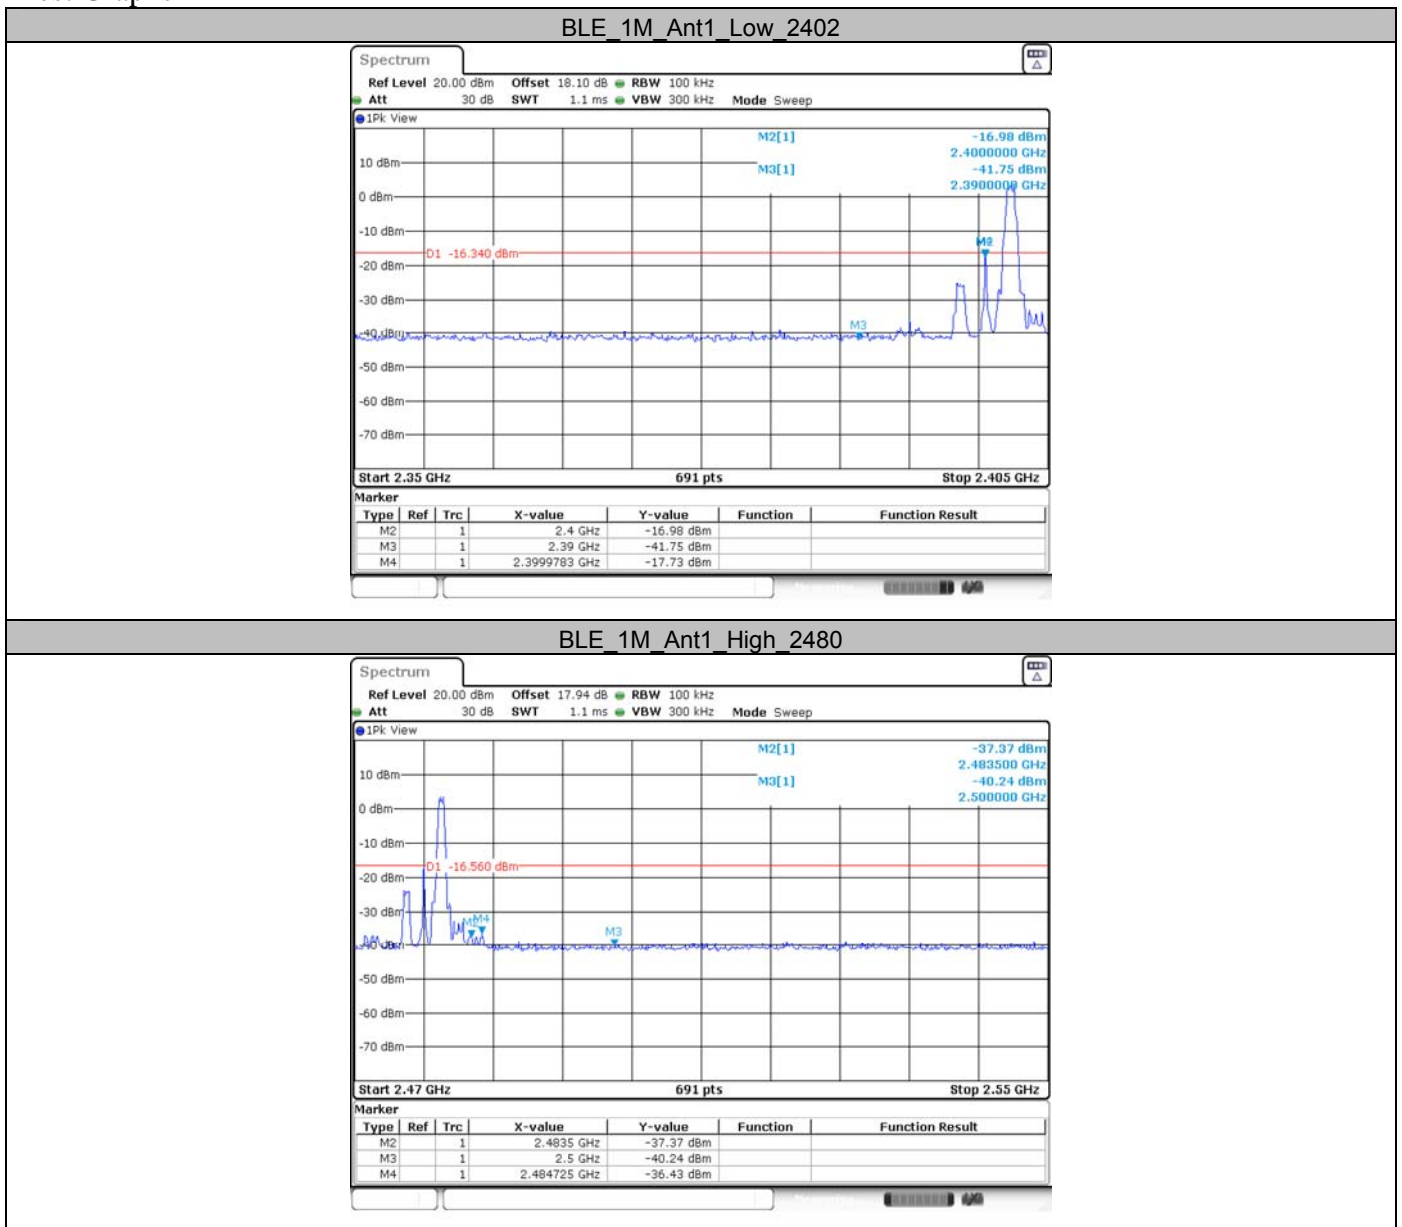 BLE_1M_Ant1_Low_2402
Spectrum
Ref Level 20.00 dBm Offset 18.10 dB RBW 100 kHz
Att 30 dB SWT 1.1 ms VBW 300 kHz Mode Sweep
1Pk View
M2[1] -16.98 dBm
2.4000000 GHz
10 dBm
M3[1] -41.75 dBm
2.3900000 GHz
0 dBm
-10 dBm
M2
D1 -16.340 dBm
-20 dBm
-30 dBm
M3
-40 dBm
-50 dBm
-60 dBm
-70 dBm
Start 2.35 GHz 691 pts Stop 2.405 GHz
Marker
Type Ref Trc X-value Y-value Function Function Result
M2 1 2.4 GHz -16.98 dBm
M3 1 2.39 GHz -41.75 dBm
M4 1 2.3999783 GHz -17.73 dBm
BLE_1M_Ant1_High_2480
Spectrum
Ref Level 20.00 dBm Offset 17.94 dB RBW 100 kHz
Att 30 dB SWT 1.1 ms VBW 300 kHz Mode Sweep
1Pk View
M2[1] -37.37 dBm
2.483500 GHz
10 dBm
M3[1] -40.24 dBm
2.500000 GHz
0 dBm
-10 dBm
D1 -16.560 dBm
-20 dBm
-30 dBm
M2 M4
M3
-40 dBm
-50 dBm
-60 dBm
-70 dBm
Start 2.47 GHz 691 pts Stop 2.55 GHz
Marker
Type Ref Trc X-value Y-value Function Function Result
M2 1 2.4835 GHz -37.37 dBm
M3 1 2.5 GHz -40.24 dBm
M4 1 2.484725 GHz -36.43 dBm